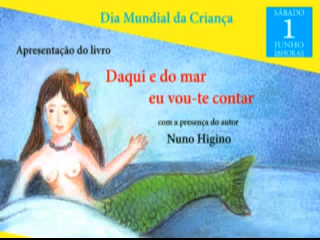 Dia Mundial da Criança
SÁBADO
1
JUNHO
16HORAS
Apresentação do livro
Daqui e do mar
eu vou-te contar
com a presença do autor
Nuno Higino